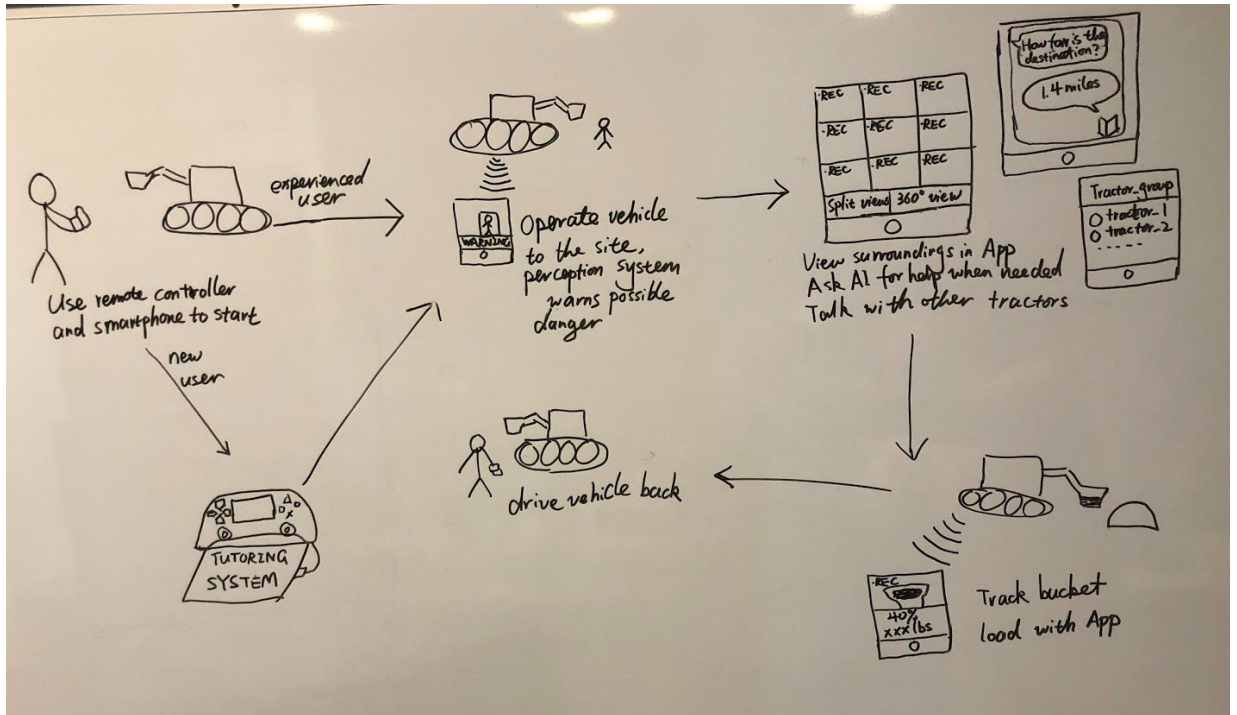 Use remote controller
and smartphone to start
experienced
user
new
user
TUTORING
SYSTEM
WARNING
Operate vehicle
to the site,
perception system
warns possible
danger
·REC ·REC ·REC
·REC ·REC ·REC
·REC ·REC ·REC
Split view 360° view
How far is the
destination?
1.4 miles
Tractor_group
tractor_1
tractor_2
-----
View surroundings in App
Ask AI for help when needed
Talk with other tractors
·REC
40%
xxx lbs
Track bucket
load with App
drive vehicle back